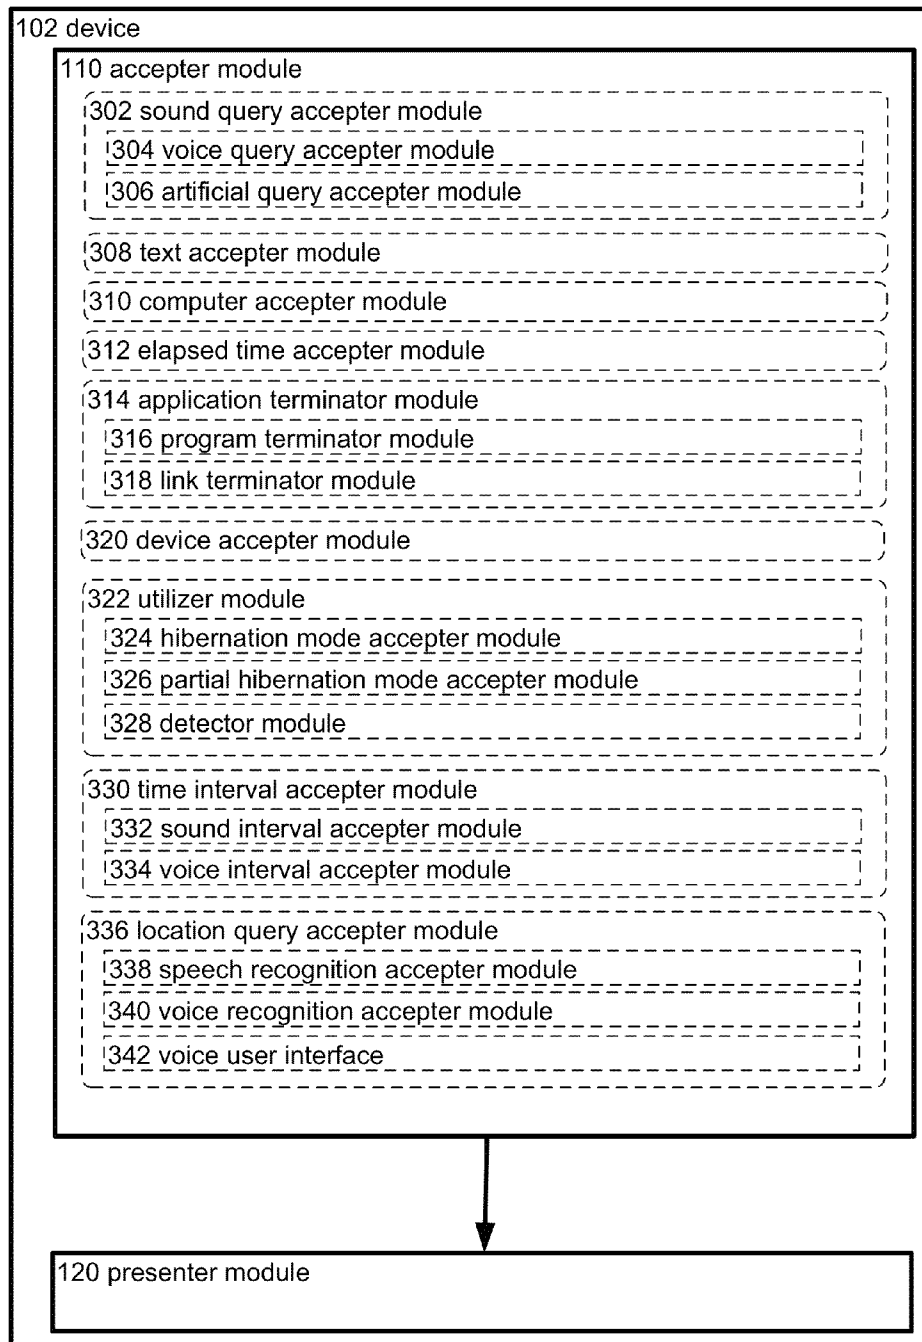 102 device
110 accepter module
302 sound query accepter module
304 voice query accepter module
306 artificial query accepter module
308 text accepter module
310 computer accepter module
312 elapsed time accepter module
314 application terminator module
316 program terminator module
318 link terminator module
320 device accepter module
322 utilizer module
324 hibernation mode accepter module
326 partial hibernation mode accepter module
328 detector module
330 time interval accepter module
332 sound interval accepter module
334 voice interval accepter module
336 location query accepter module
338 speech recognition accepter module
340 voice recognition accepter module
342 voice user interface
120 presenter module